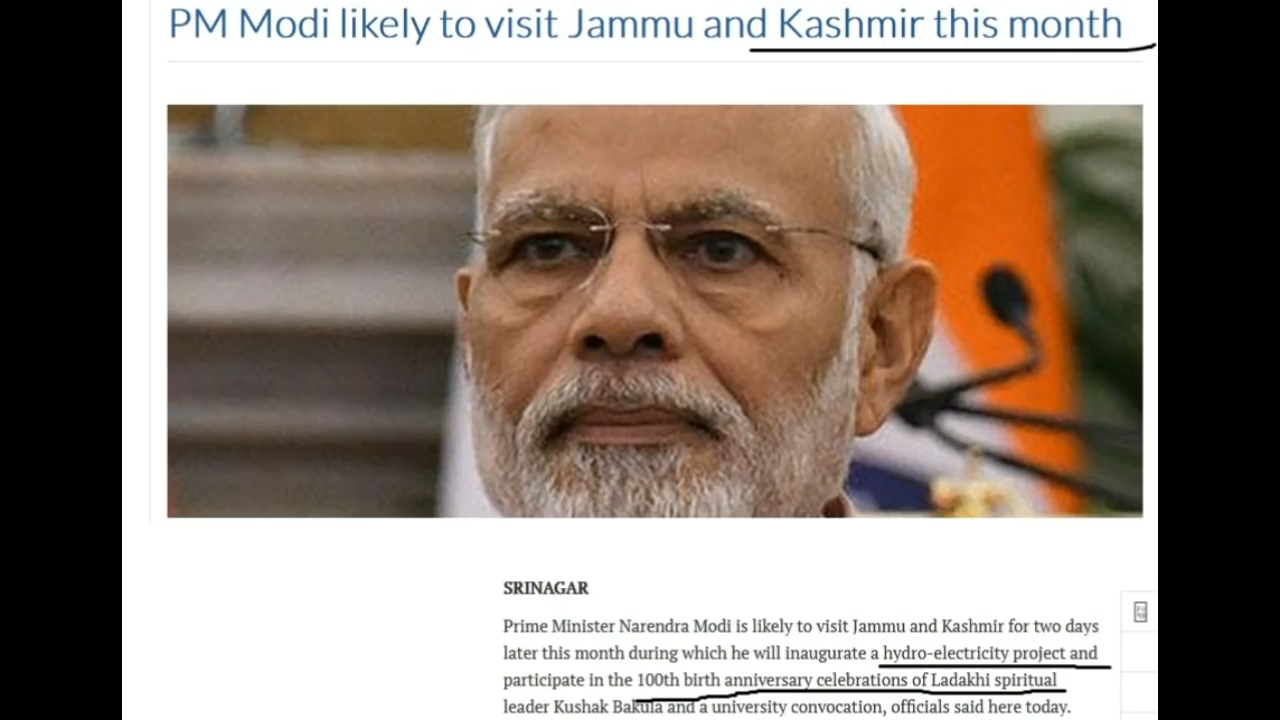 PM Modi likely to visit Jammu and Kashmir this month
SRINAGAR
Prime Minister Narendra Modi is likely to visit Jammu and Kashmir for two days
later this month during which he will inaugurate a hydro-electricity project and
participate in the 100th birth anniversary celebrations of Ladakhi spiritual
leader Kushak Bakula and a university convocation, officials said here today.